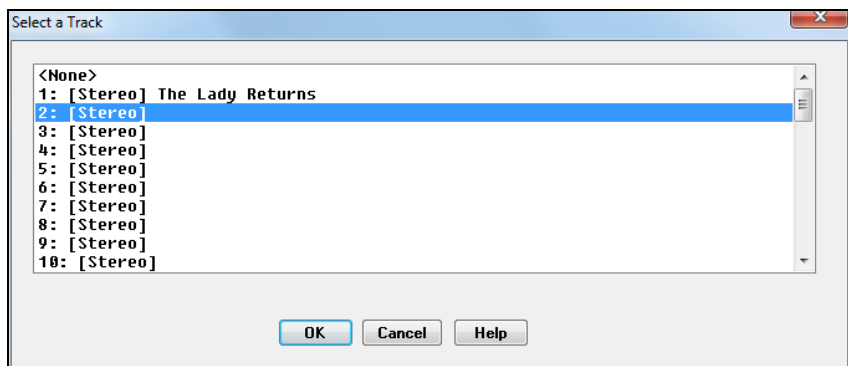 Select a Track
<None>
1: [Stereo] The Lady Returns
2: [Stereo]
3: [Stereo]
4: [Stereo]
5: [Stereo]
6: [Stereo]
7: [Stereo]
8: [Stereo]
9: [Stereo]
10: [Stereo]
OK Cancel Help